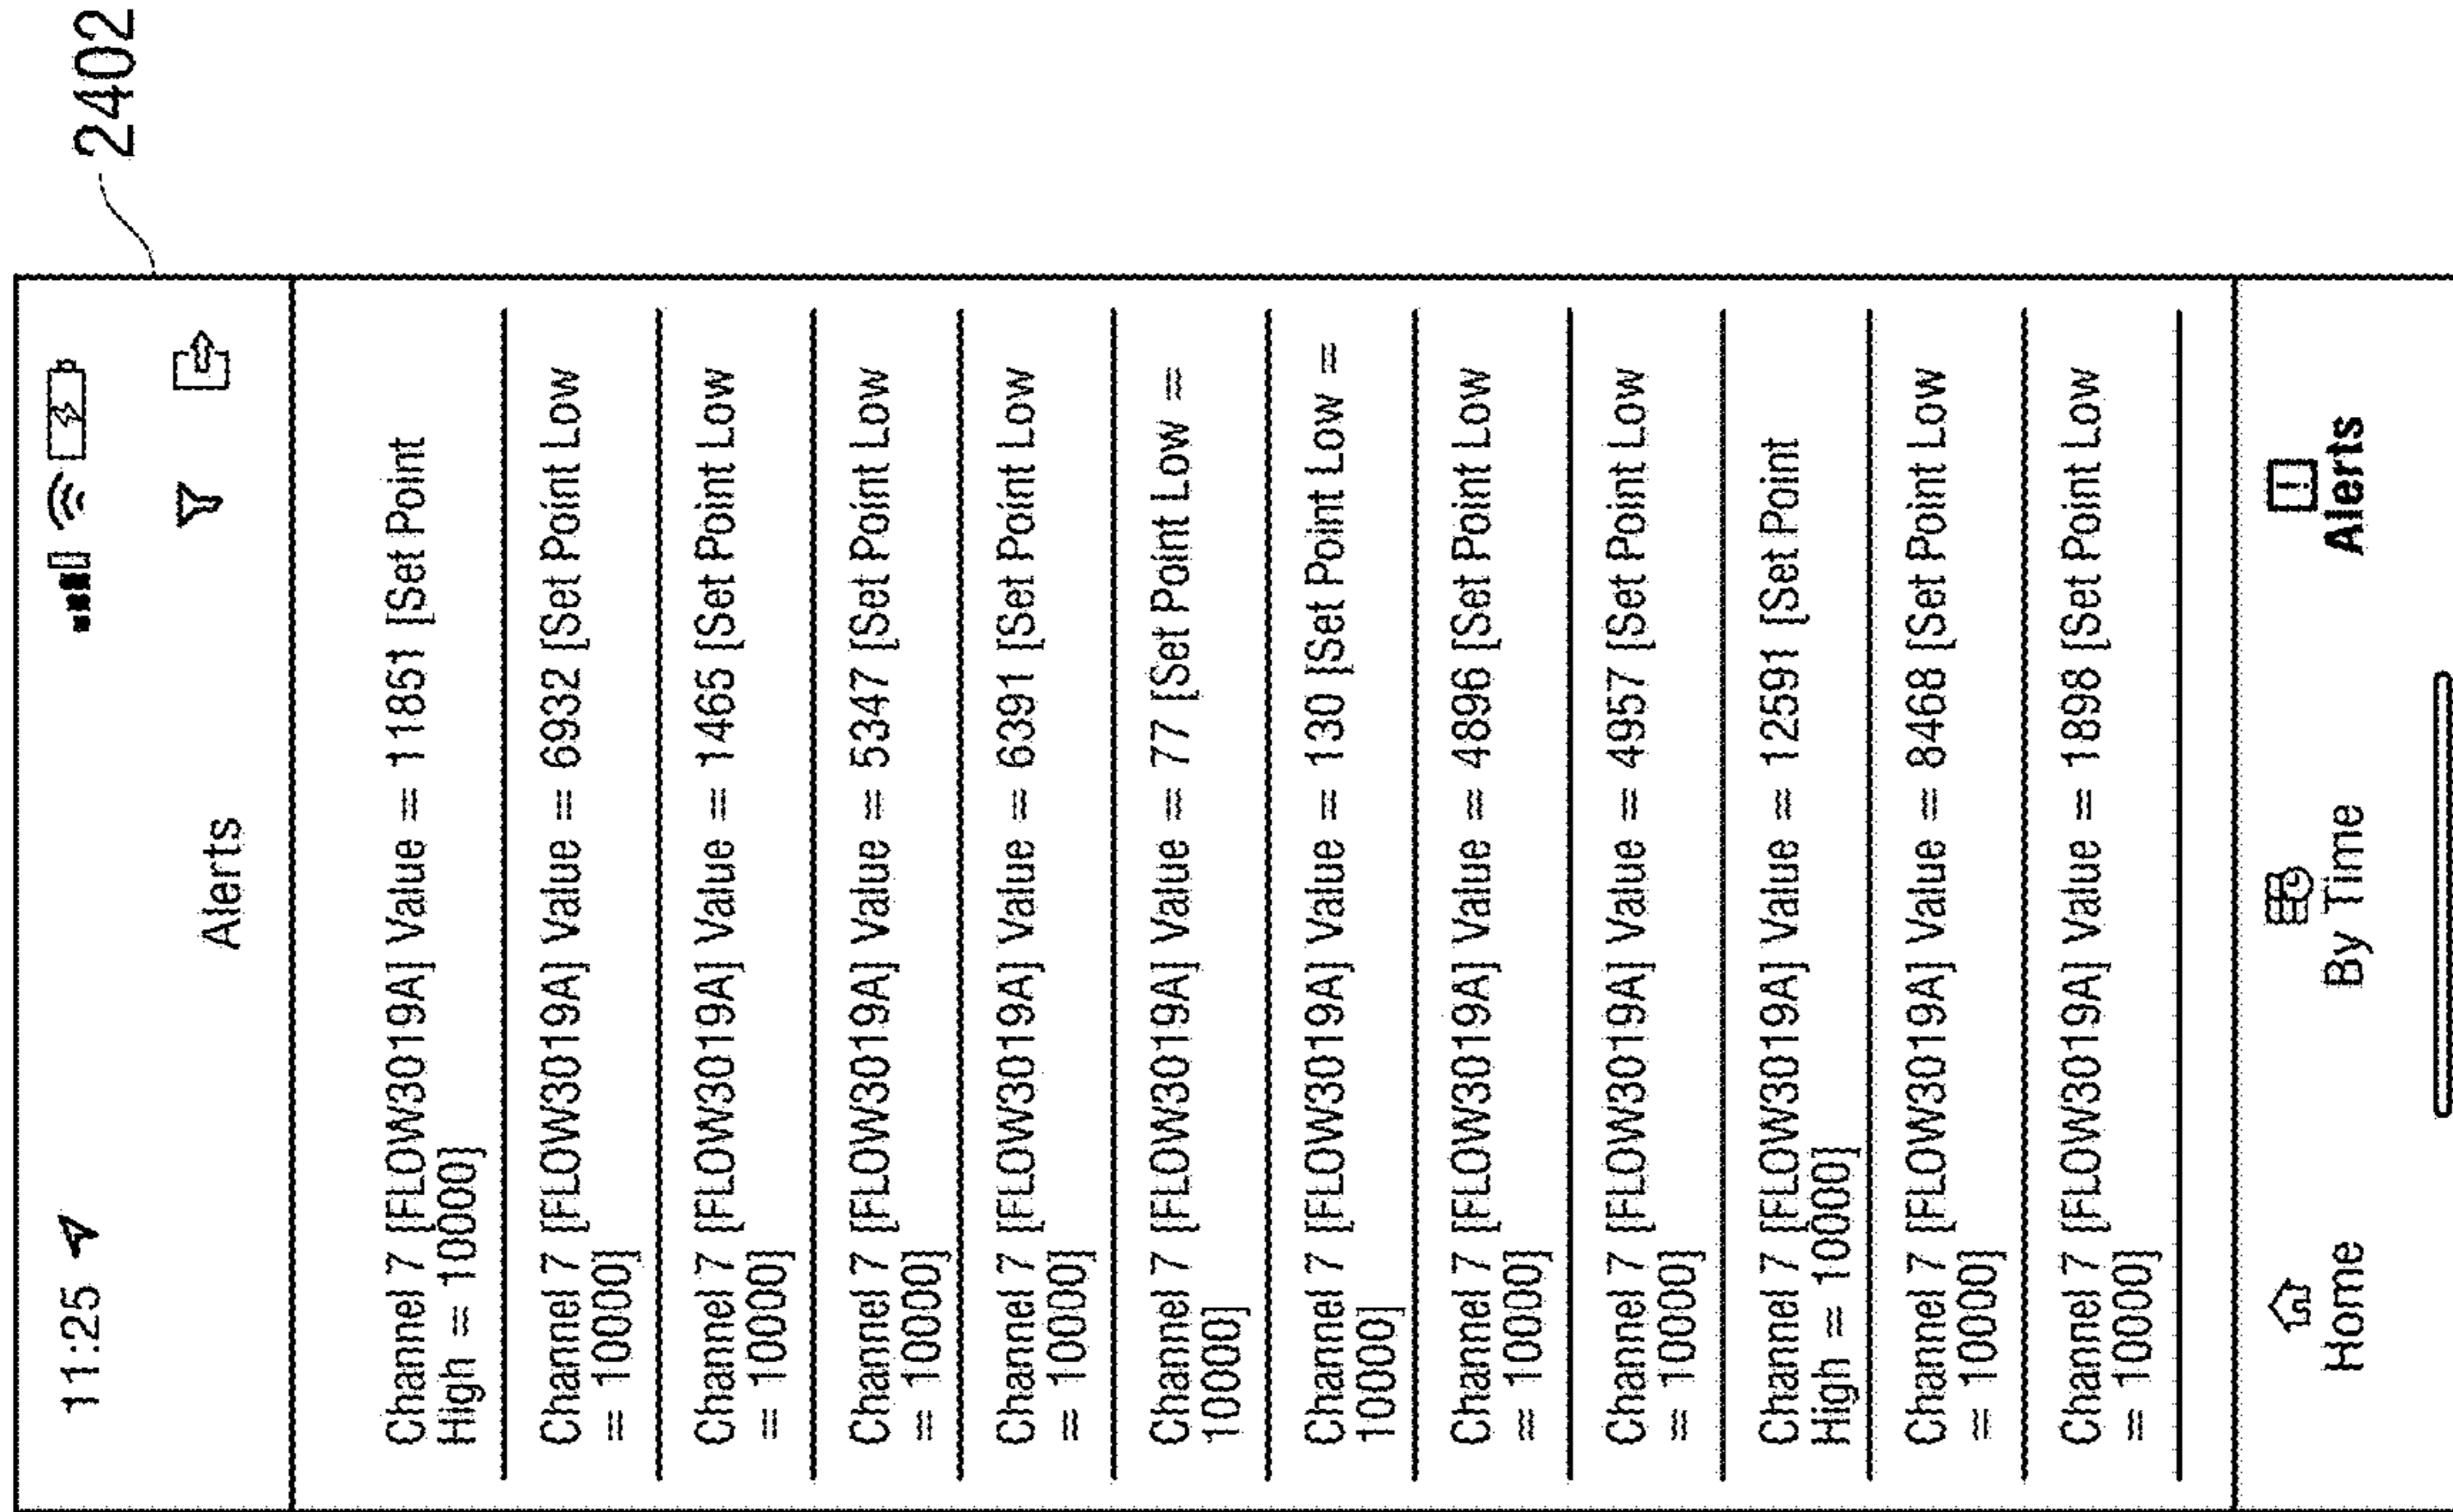 2402
11:25
Alerts
Channel 7 [FLOW3019A] Value = 11851 [Set Point
High = 10000]
Channel 7 [FLOW3019A] Value = 6932 [Set Point Low
= 10000]
Channel 7 [FLOW3019A] Value = 1465 [Set Point Low
= 10000]
Channel 7 [FLOW3019A] Value = 5347 [Set Point Low
= 10000]
Channel 7 [FLOW3019A] Value = 6391 [Set Point Low
= 10000]
Channel 7 [FLOW3019A] Value = 77 [Set Point Low =
10000]
Channel 7 [FLOW3019A] Value = 130 [Set Point Low =
10000]
Channel 7 [FLOW3019A] Value = 4896 [Set Point Low
= 10000]
Channel 7 [FLOW3019A] Value = 4957 [Set Point Low
= 10000]
Channel 7 [FLOW3019A] Value = 12591 [Set Point
High = 10000]
Channel 7 [FLOW3019A] Value = 8468 [Set Point Low
= 10000]
Channel 7 [FLOW3019A] Value = 1898 [Set Point Low
= 10000]
Home
By Time
Alerts